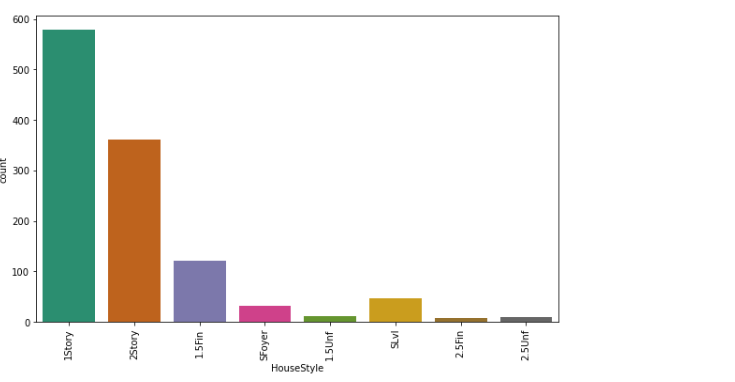 600
500
400
300
200
100
0
count
1Story
2Story
1.5Fin
SFoyer
1.5Unf
SLvl
2.5Fin
2.5Unf
HouseStyle